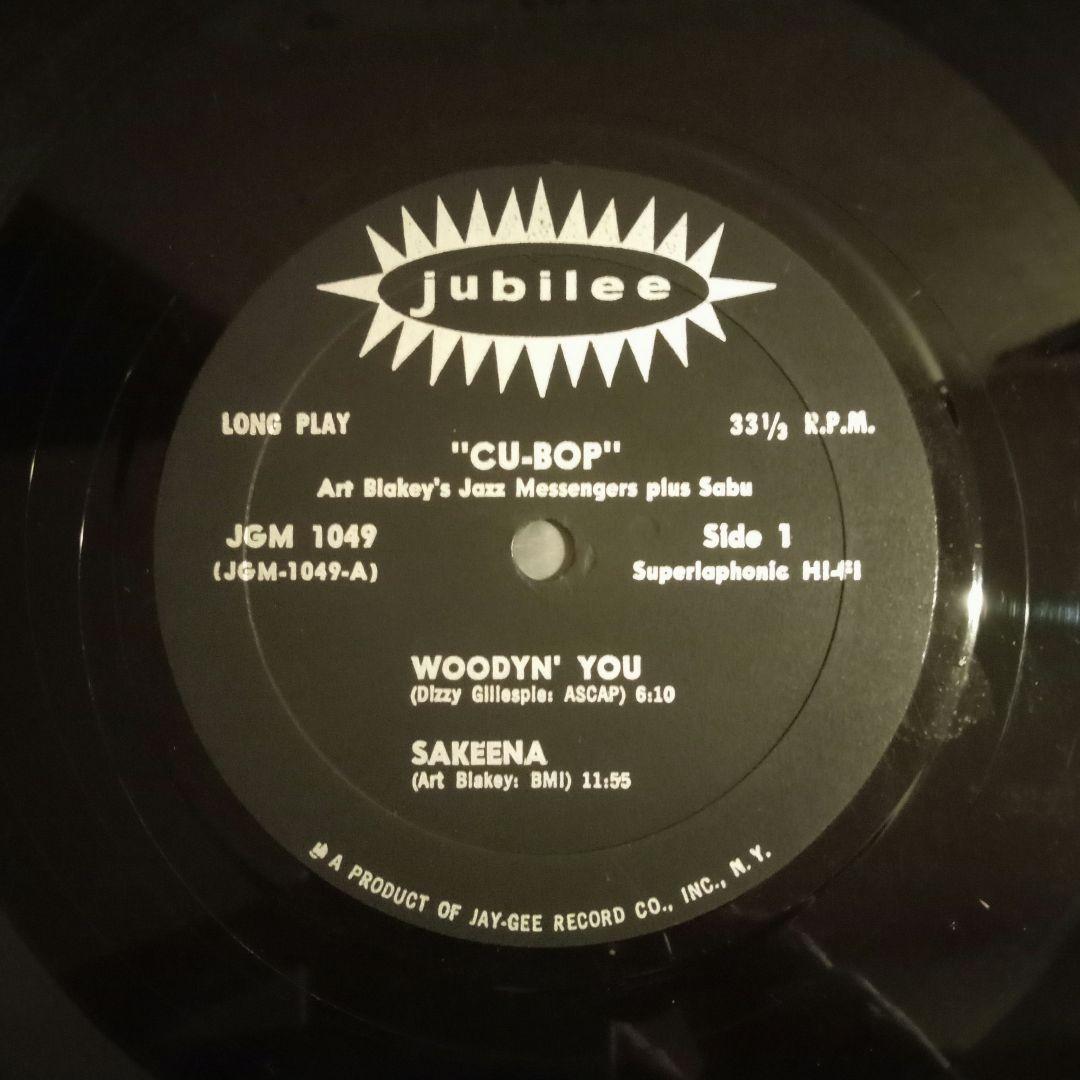 jubilee
LONG PLAY
33 1/3 R.P.M.
"CU-BOP"
Art Blakey's Jazz Messengers plus Sabu
JGM 1049
Side 1
(JGM-1049-A)
Superlaphonic Hi-Fi
WOODYN' YOU
(Dizzy Gillespie: ASCAP) 6:10
SAKEENA
(Art Blakey: BMI) 11:55
A PRODUCT OF JAY-GEE RECORD CO., INC., N.Y.